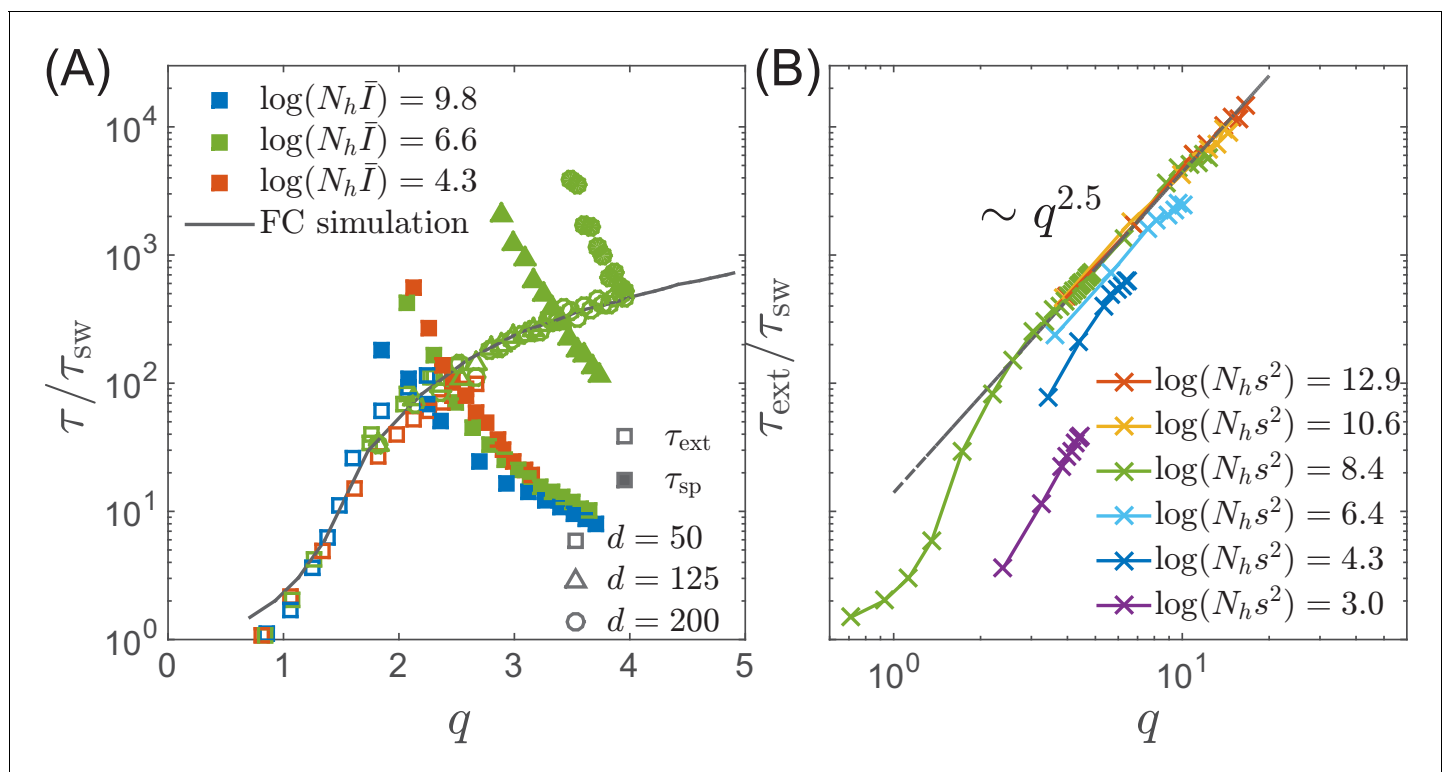 (A)
log(N_h Ī) = 9.8
log(N_h Ī) = 6.6
log(N_h Ī) = 4.3
FC simulation
τ_ext
τ_sp
d = 50
d = 125
d = 200
τ/τ_sw
10^4
10^3
10^2
10^1
10^0
0 1 2 3 4 5
q
(B)
∼ q^2.5
log(N_h s^2) = 12.9
log(N_h s^2) = 10.6
log(N_h s^2) = 8.4
log(N_h s^2) = 6.4
log(N_h s^2) = 4.3
log(N_h s^2) = 3.0
τ_ext/τ_sw
10^0 10^1
q